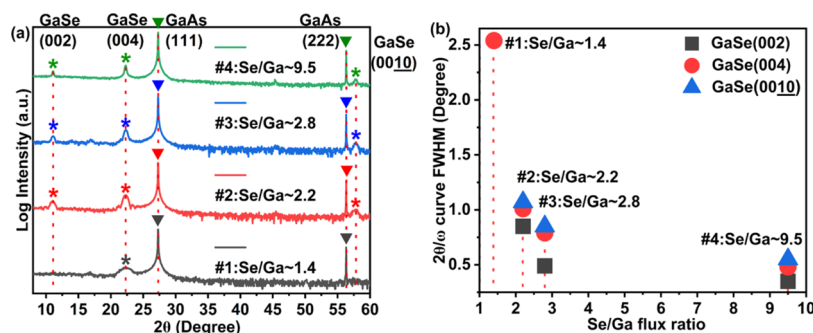 (a)
GaSe
(002)
GaSe
(004)
GaAs
(111)
GaAs
(222)
GaSe
(0010)
#4:Se/Ga~9.5
#3:Se/Ga~2.8
#2:Se/Ga~2.2
#1:Se/Ga~1.4
Log Intensity (a.u.)
10 15 20 25 30 35 40 45 50 55 60
2θ (Degree)
(b)
2θ/ω curve FWHM (Degree)
2.5
2.0
1.5
1.0
0.5
#1:Se/Ga~1.4
GaSe(002)
GaSe(004)
GaSe(0010)
#2:Se/Ga~2.2
#3:Se/Ga~2.8
#4:Se/Ga~9.5
1 2 3 4 5 6 7 8 9 10
Se/Ga flux ratio